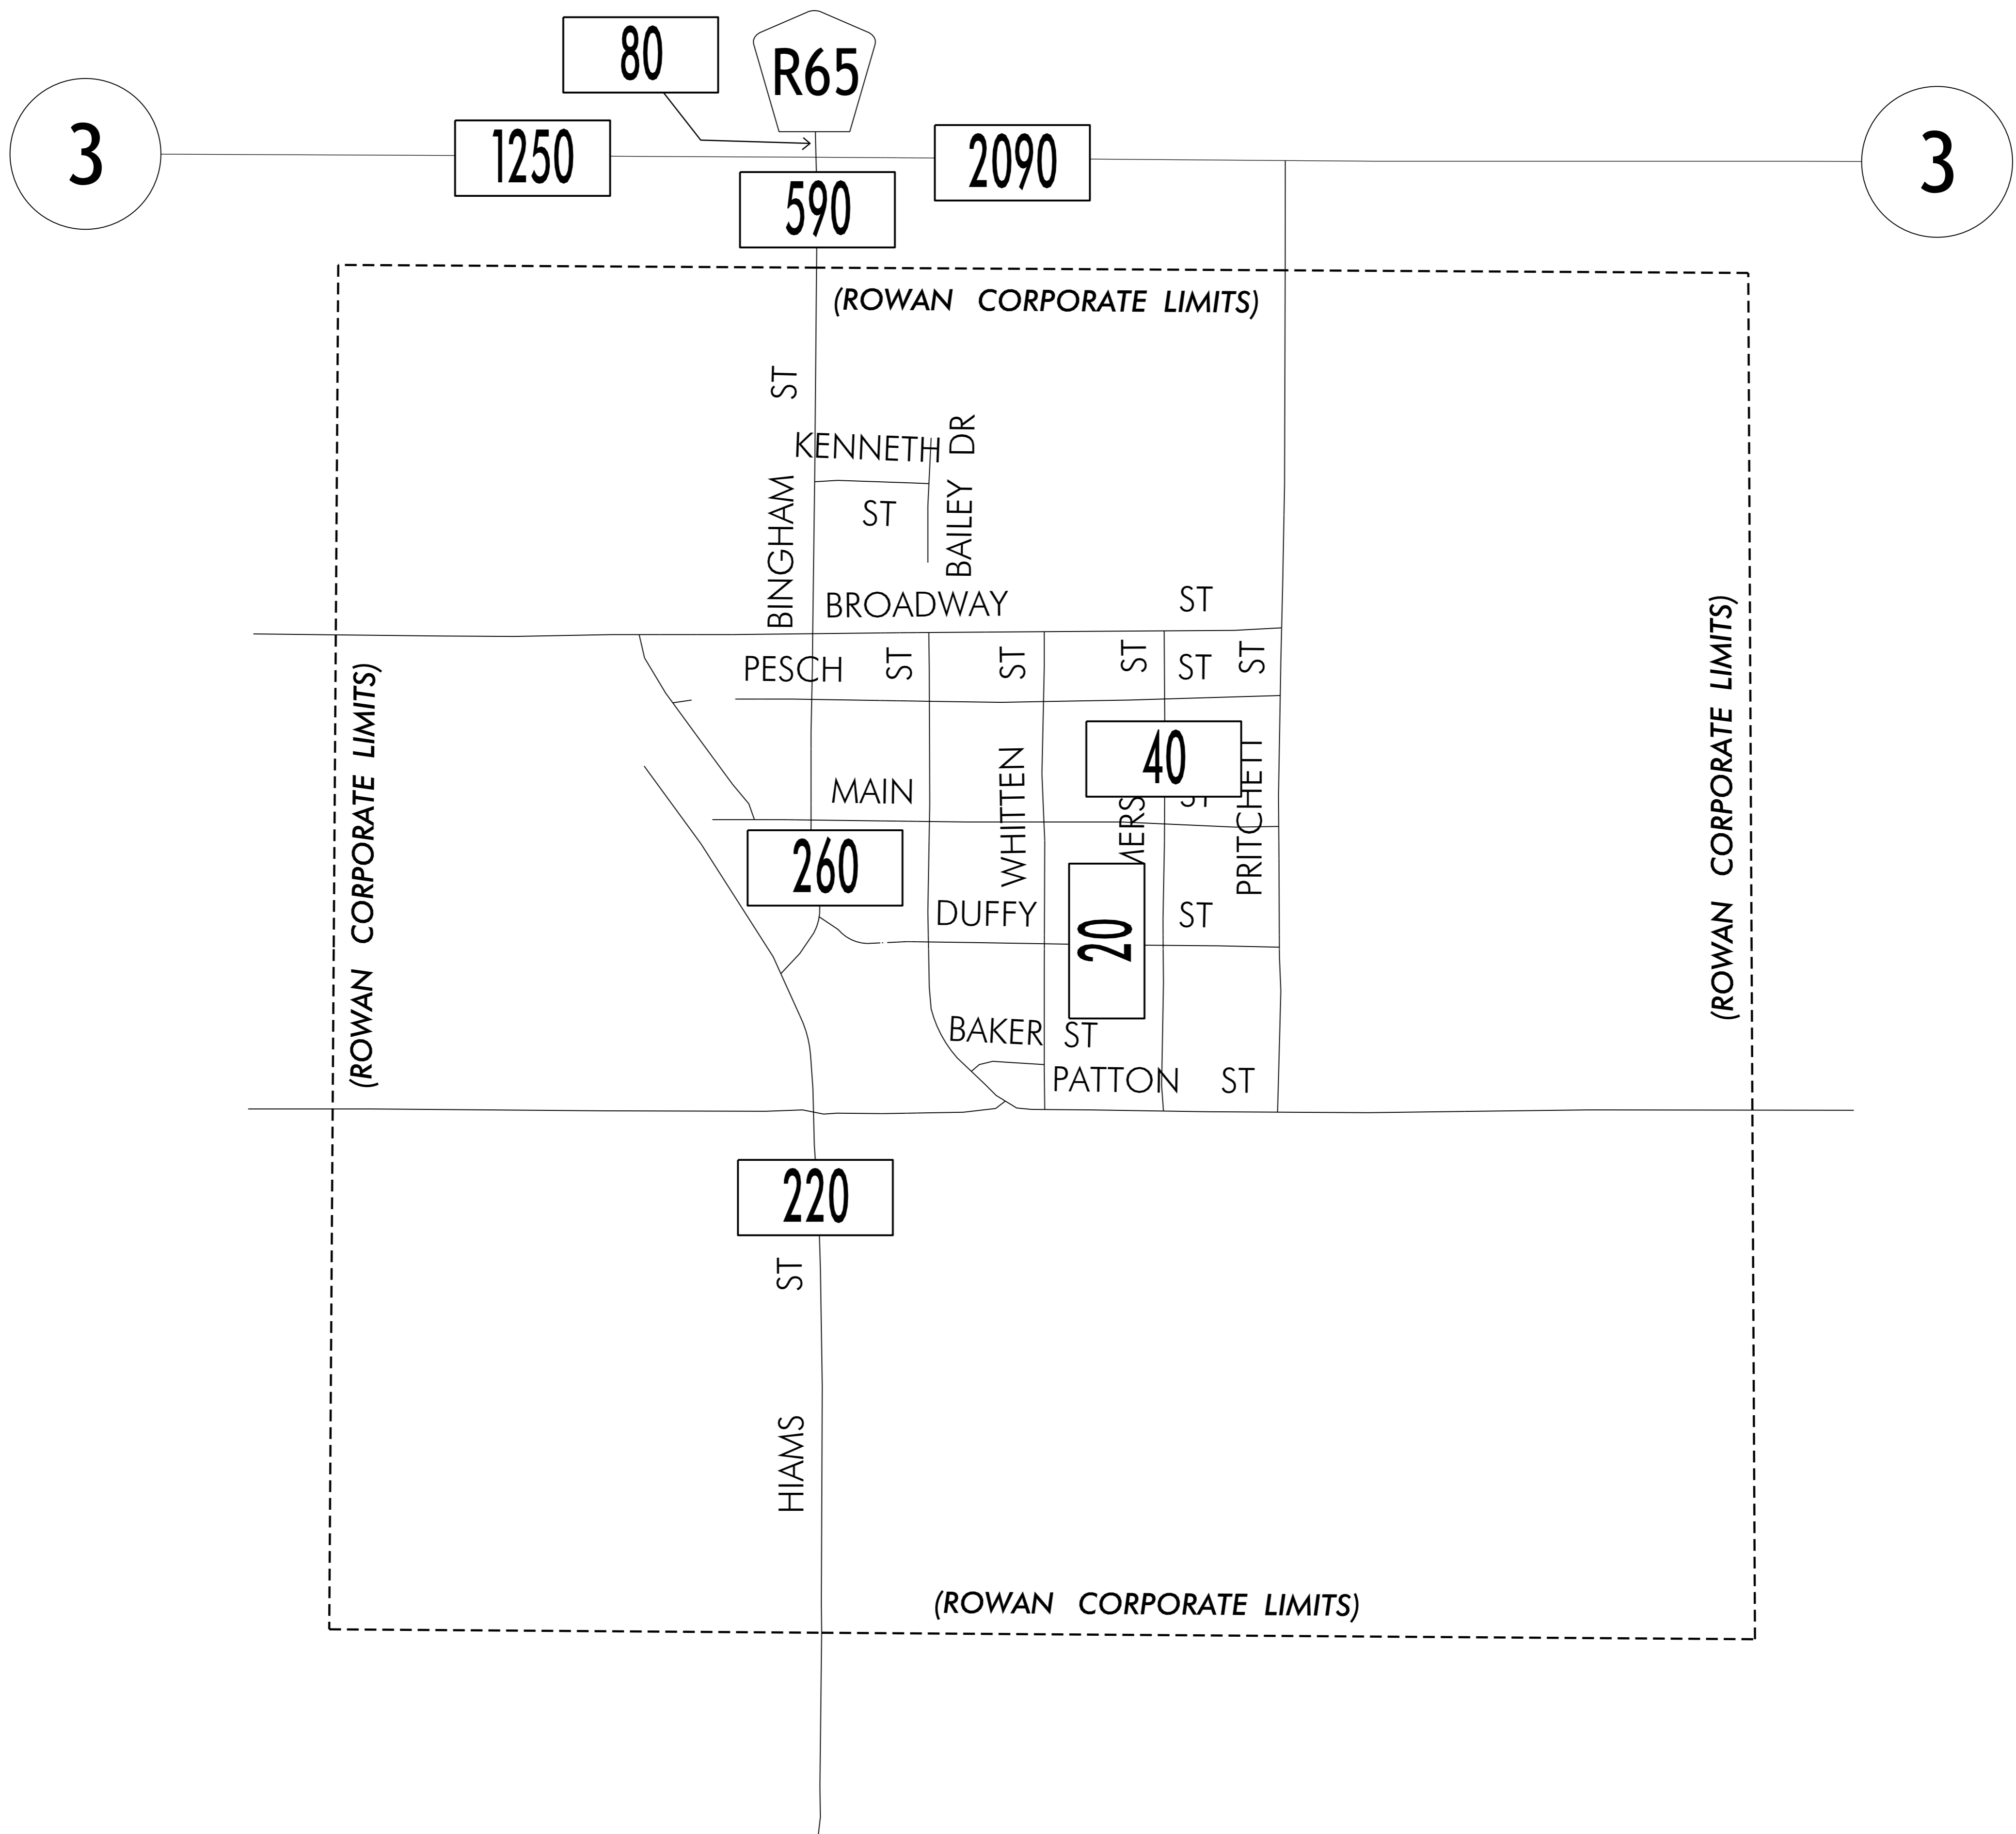 80
R65
3
1250
2090
3
590
(ROWAN CORPORATE LIMITS)
BINGHAM ST
KENNETH ST
BAILEY DR
BROADWAY ST
PESCH ST
ST
WHITTEN ST
ST
PRITCHETT ST
40
MAIN ST
260
20
DUFFY ST
BAKER ST
PATTON ST
(ROWAN CORPORATE LIMITS)
(ROWAN CORPORATE LIMITS)
220
HIAMS ST
(ROWAN CORPORATE LIMITS)